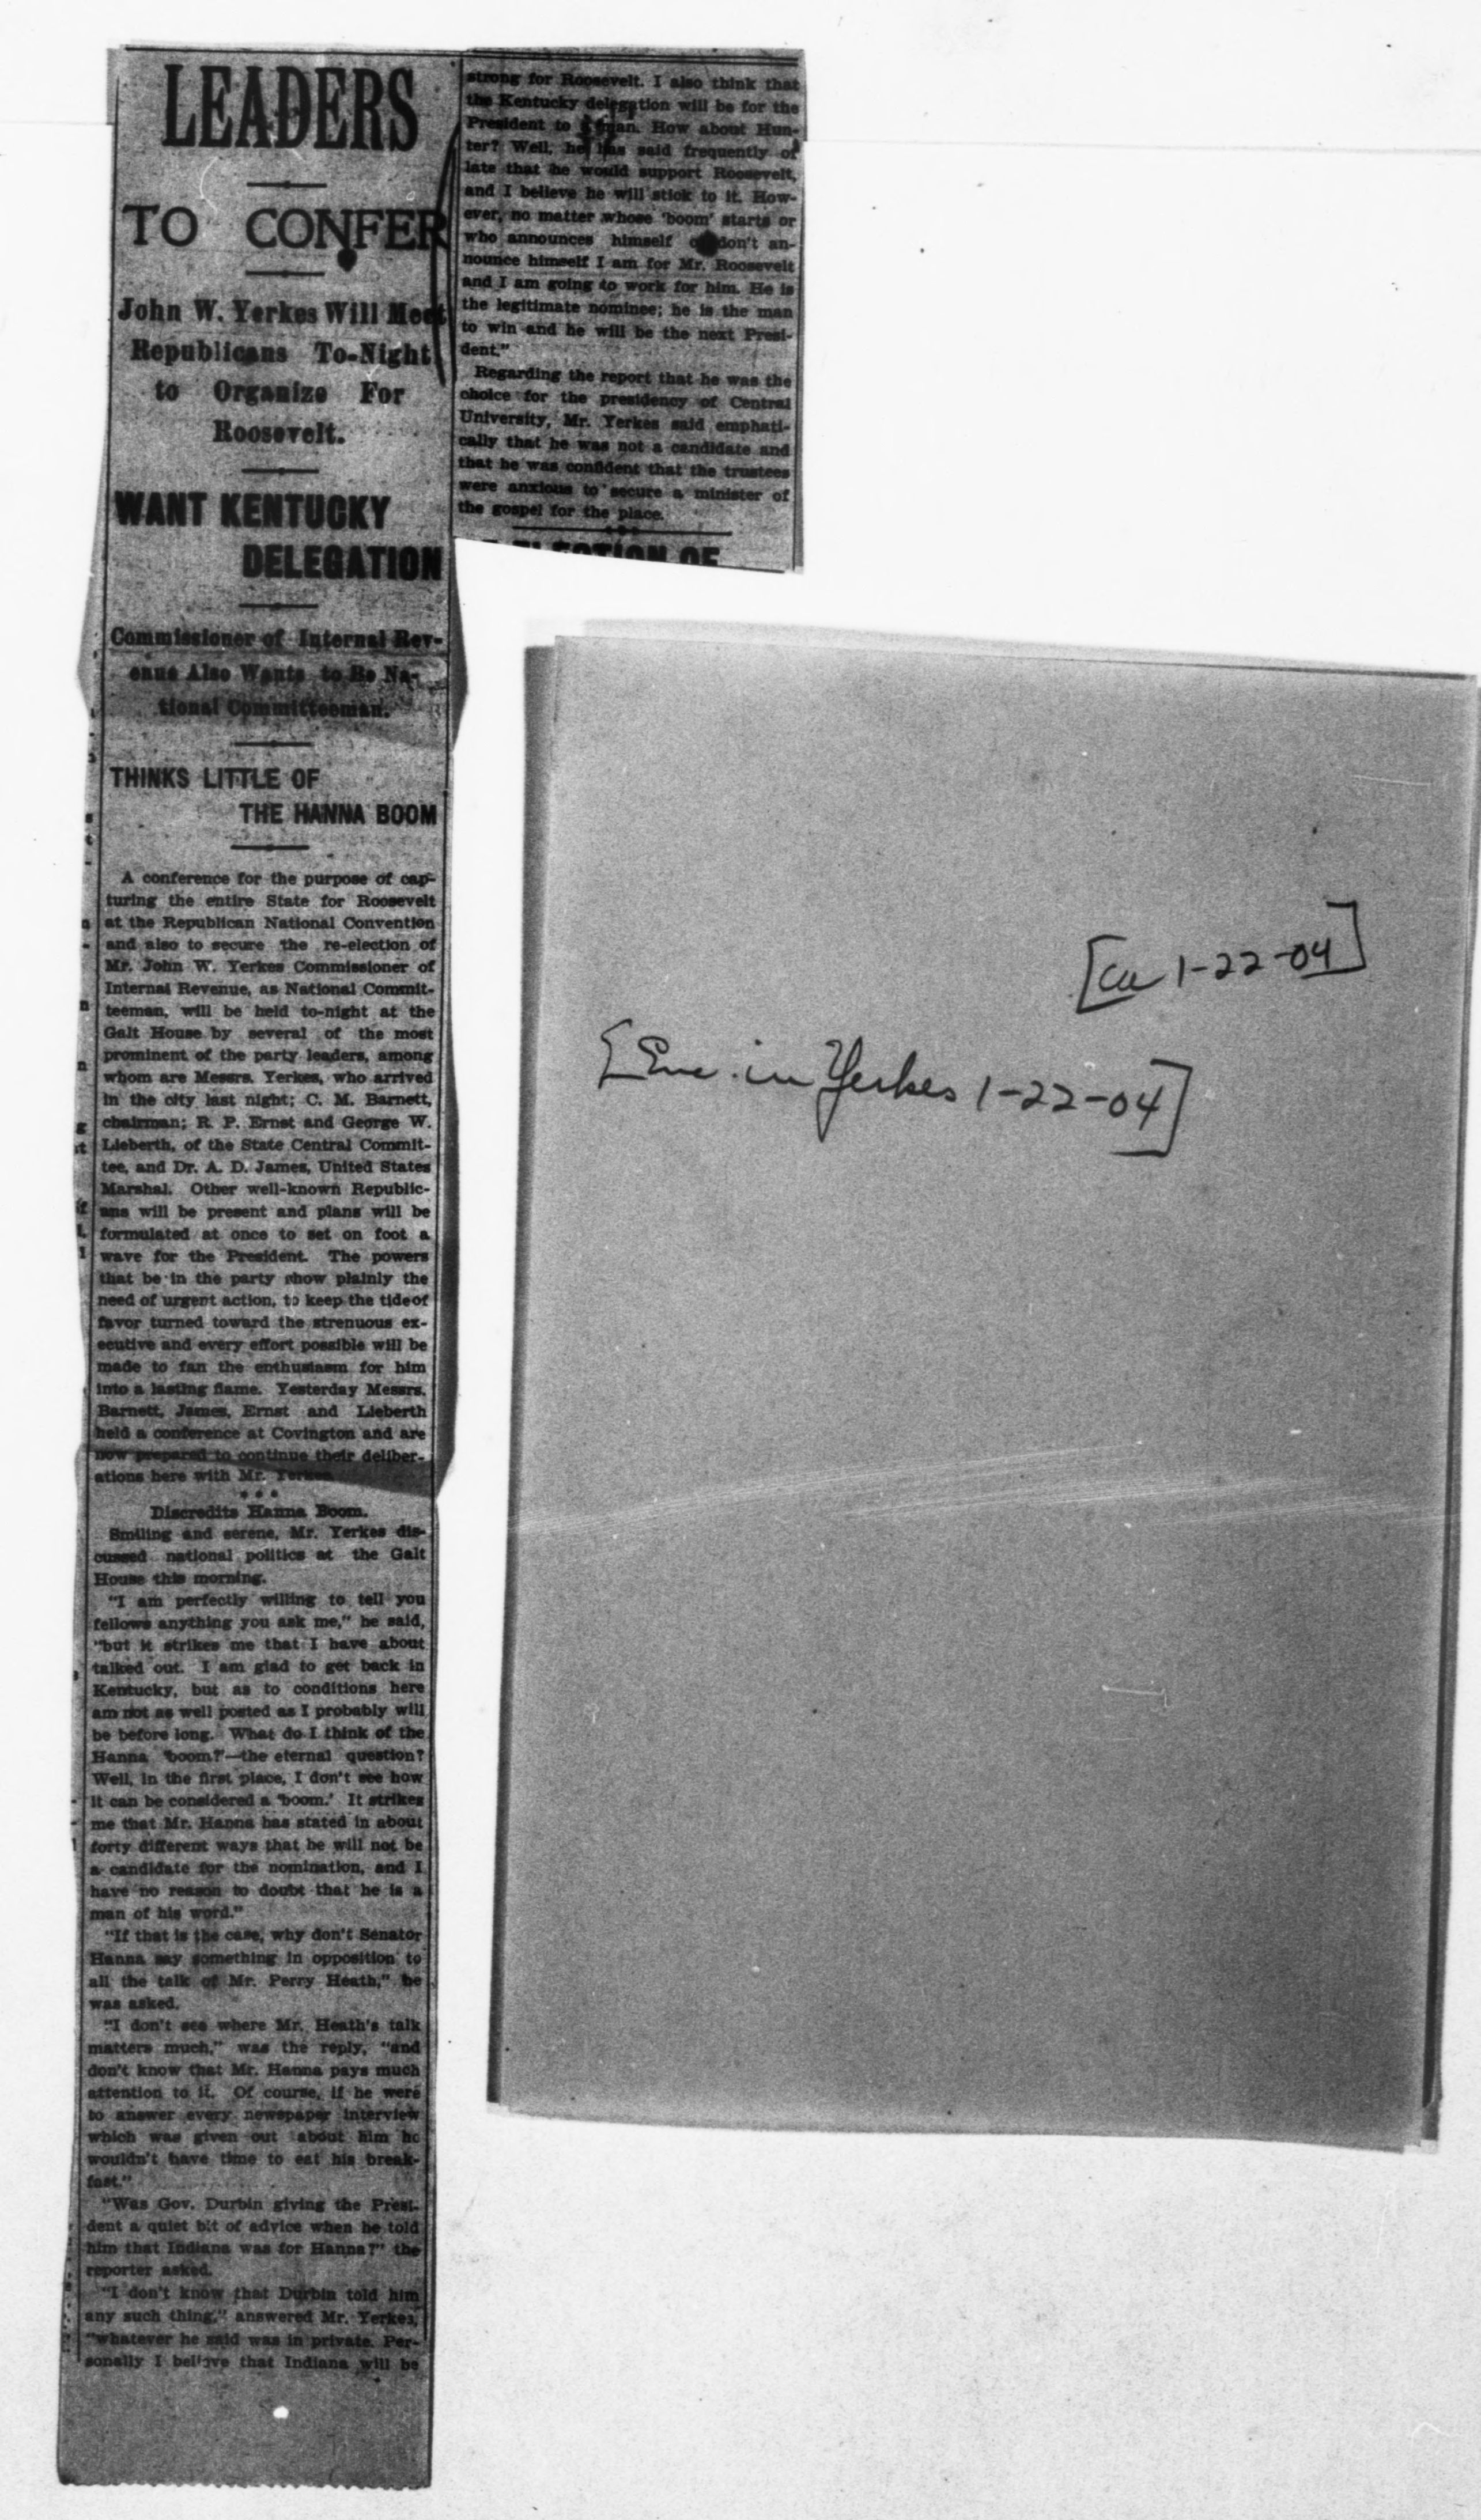 LEADERS
TO CONFER
John W. Yerkes Will Meet
Republicans To-Night
to Organize For
Roosevelt.
WANT KENTUCKY
DELEGATION
Commissioner of Internal Rev-
enue Also Wants to Be Na-
tional Committeeman.
THINKS LITTLE OF
THE HANNA BOOM
A conference for the purpose of cap-
turing the entire State for Roosevelt
at the Republican National Convention
and also to secure the re-election of
Mr. John W. Yerkes Commissioner of
Internal Revenue, as National Commit-
teeman, will be held to-night at the
Galt House by several of the most
prominent of the party leaders, among
whom are Messrs. Yerkes, who arrived
in the city last night; C. M. Barnett,
chairman; R. P. Ernst and George W.
Lieberth, of the State Central Commit-
tee, and Dr. A. D. James, United States
Marshal. Other well-known Republic-
ans will be present and plans will be
formulated at once to set on foot a
wave for the President. The powers
that be in the party show plainly the
need of urgent action, to keep the tide of
favor turned toward the strenuous ex-
ecutive and every effort possible will be
made to fan the enthusiasm for him
into a lasting flame. Yesterday Messrs.
Barnett, James, Ernst and Lieberth
held a conference at Covington and are
now prepared to continue their deliber-
ations here with Mr. Yerkes.
* * *
Discredits Hanna Boom.
Smiling and serene, Mr. Yerkes dis-
cussed national politics at the Galt
House this morning.
"I am perfectly willing to tell you
fellows anything you ask me," he said,
"but it strikes me that I have about
talked out. I am glad to get back in
Kentucky, but as to conditions here
am not as well posted as I probably will
be before long. What do I think of the
Hanna 'boom?'—the eternal question?
Well, in the first place, I don't see how
it can be considered a 'boom.' It strikes
me that Mr. Hanna has stated in about
forty different ways that he will not be
a candidate for the nomination, and I
have no reason to doubt that he is a
man of his word."
"If that is the case, why don't Senator
Hanna say something in opposition to
all the talk of Mr. Perry Heath," he
was asked.
"I don't see where Mr. Heath's talk
matters much," was the reply, "and
don't know that Mr. Hanna pays much
attention to it. Of course, if he were
to answer every newspaper interview
which was given out about him he
wouldn't have time to eat his break-
fast."
"Was Gov. Durbin giving the Presi-
dent a quiet bit of advice when he told
him that Indiana was for Hanna?" the
reporter asked.
"I don't know that Durbin told him
any such thing," answered Mr. Yerkes,
"whatever he said was in private. Per-
sonally I believe that Indiana will be
strong for Roosevelt. I also think that
the Kentucky delegation will be for the
President to a man. How about Hun-
ter? Well, he has said frequently of
late that he would support Roosevelt,
and I believe he will stick to it. How-
ever, no matter whose 'boom' starts or
who announces himself or don't an-
nounce himself I am for Mr. Roosevelt
and I am going to work for him. He is
the legitimate nominee; he is the man
to win and he will be the next Presi-
dent."
Regarding the report that he was the
choice for the presidency of Central
University, Mr. Yerkes said emphati-
cally that he was not a candidate and
that he was confident that the trustees
were anxious to secure a minister of
the gospel for the place.
ELECTION OF
[ca 1-22-04]
[Enc. in Yerkes 1-22-04]